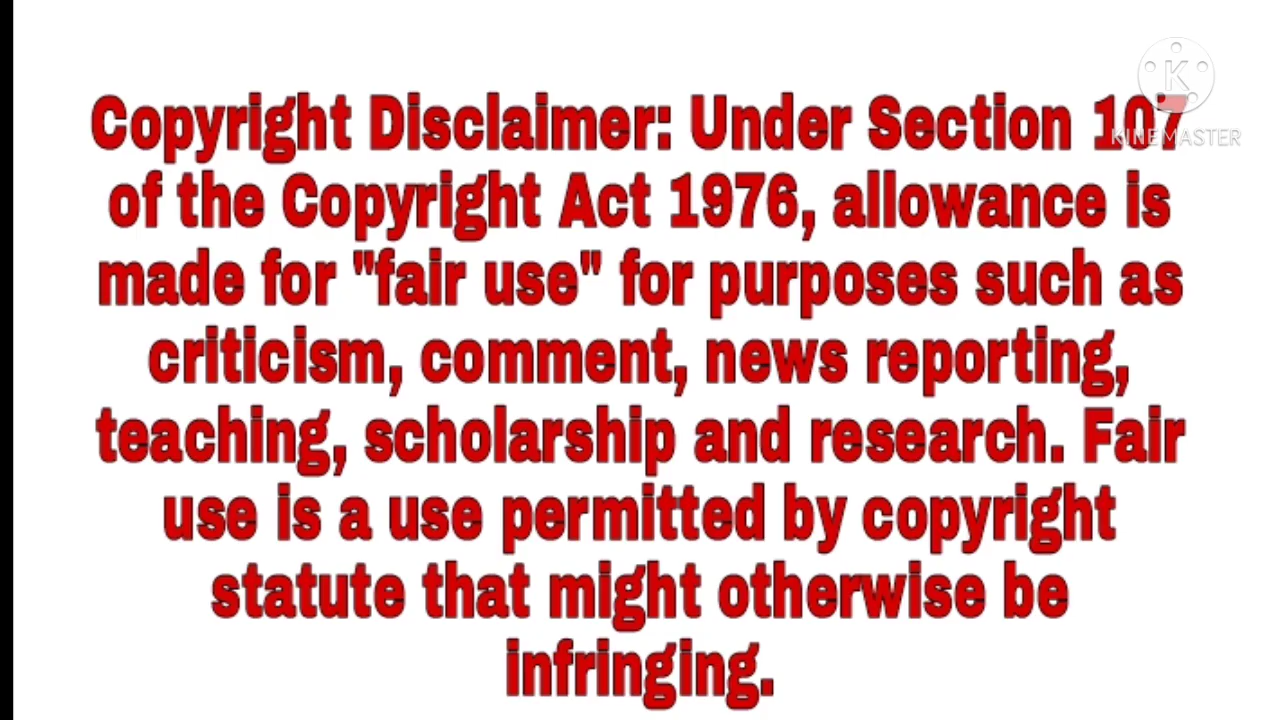 Copyright Disclaimer: Under Section 107
of the Copyright Act 1976, allowance is
made for "fair use" for purposes such as
criticism, comment, news reporting,
teaching, scholarship and research. Fair
use is a use permitted by copyright
statute that might otherwise be
infringing.
K
KINEMASTER